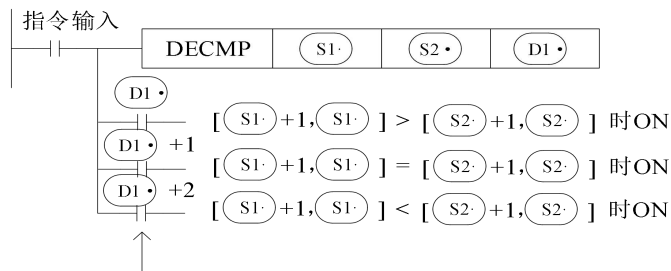 指令输入
DECMP S1· S2· D1·
D1·
[ S1· +1, S1· ] > [ S2· +1, S2· ] 时ON
D1· +1
[ S1· +1, S1· ] = [ S2· +1, S2· ] 时ON
D1· +2
[ S1· +1, S1· ] < [ S2· +1, S2· ] 时ON